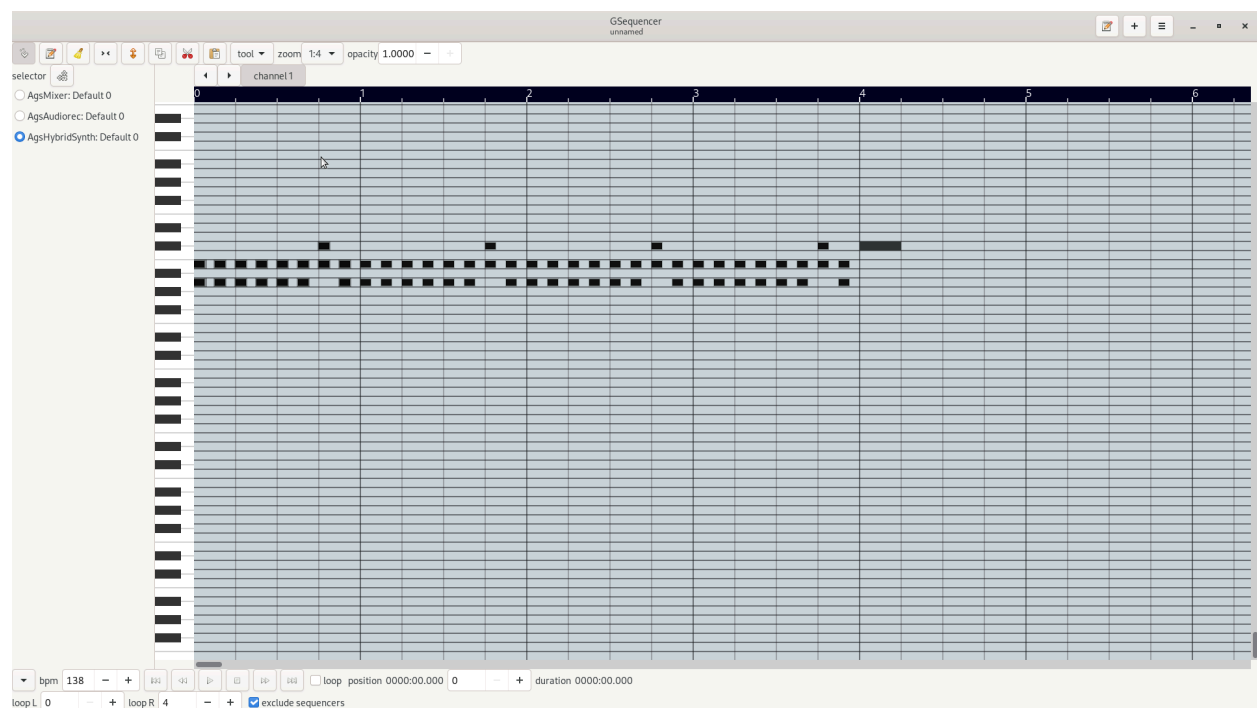 GSequencer
unnamed
tool zoom 1:4 opacity 1.0000
selector channel 1
0 1 2 3 4 5 6
AgsMixer: Default 0
AgsAudiorec: Default 0
AgsHybridSynth: Default 0
bpm 138 loop position 0000:00.000 0 duration 0000:00.000
loop L 0 loop R 4 exclude sequencers